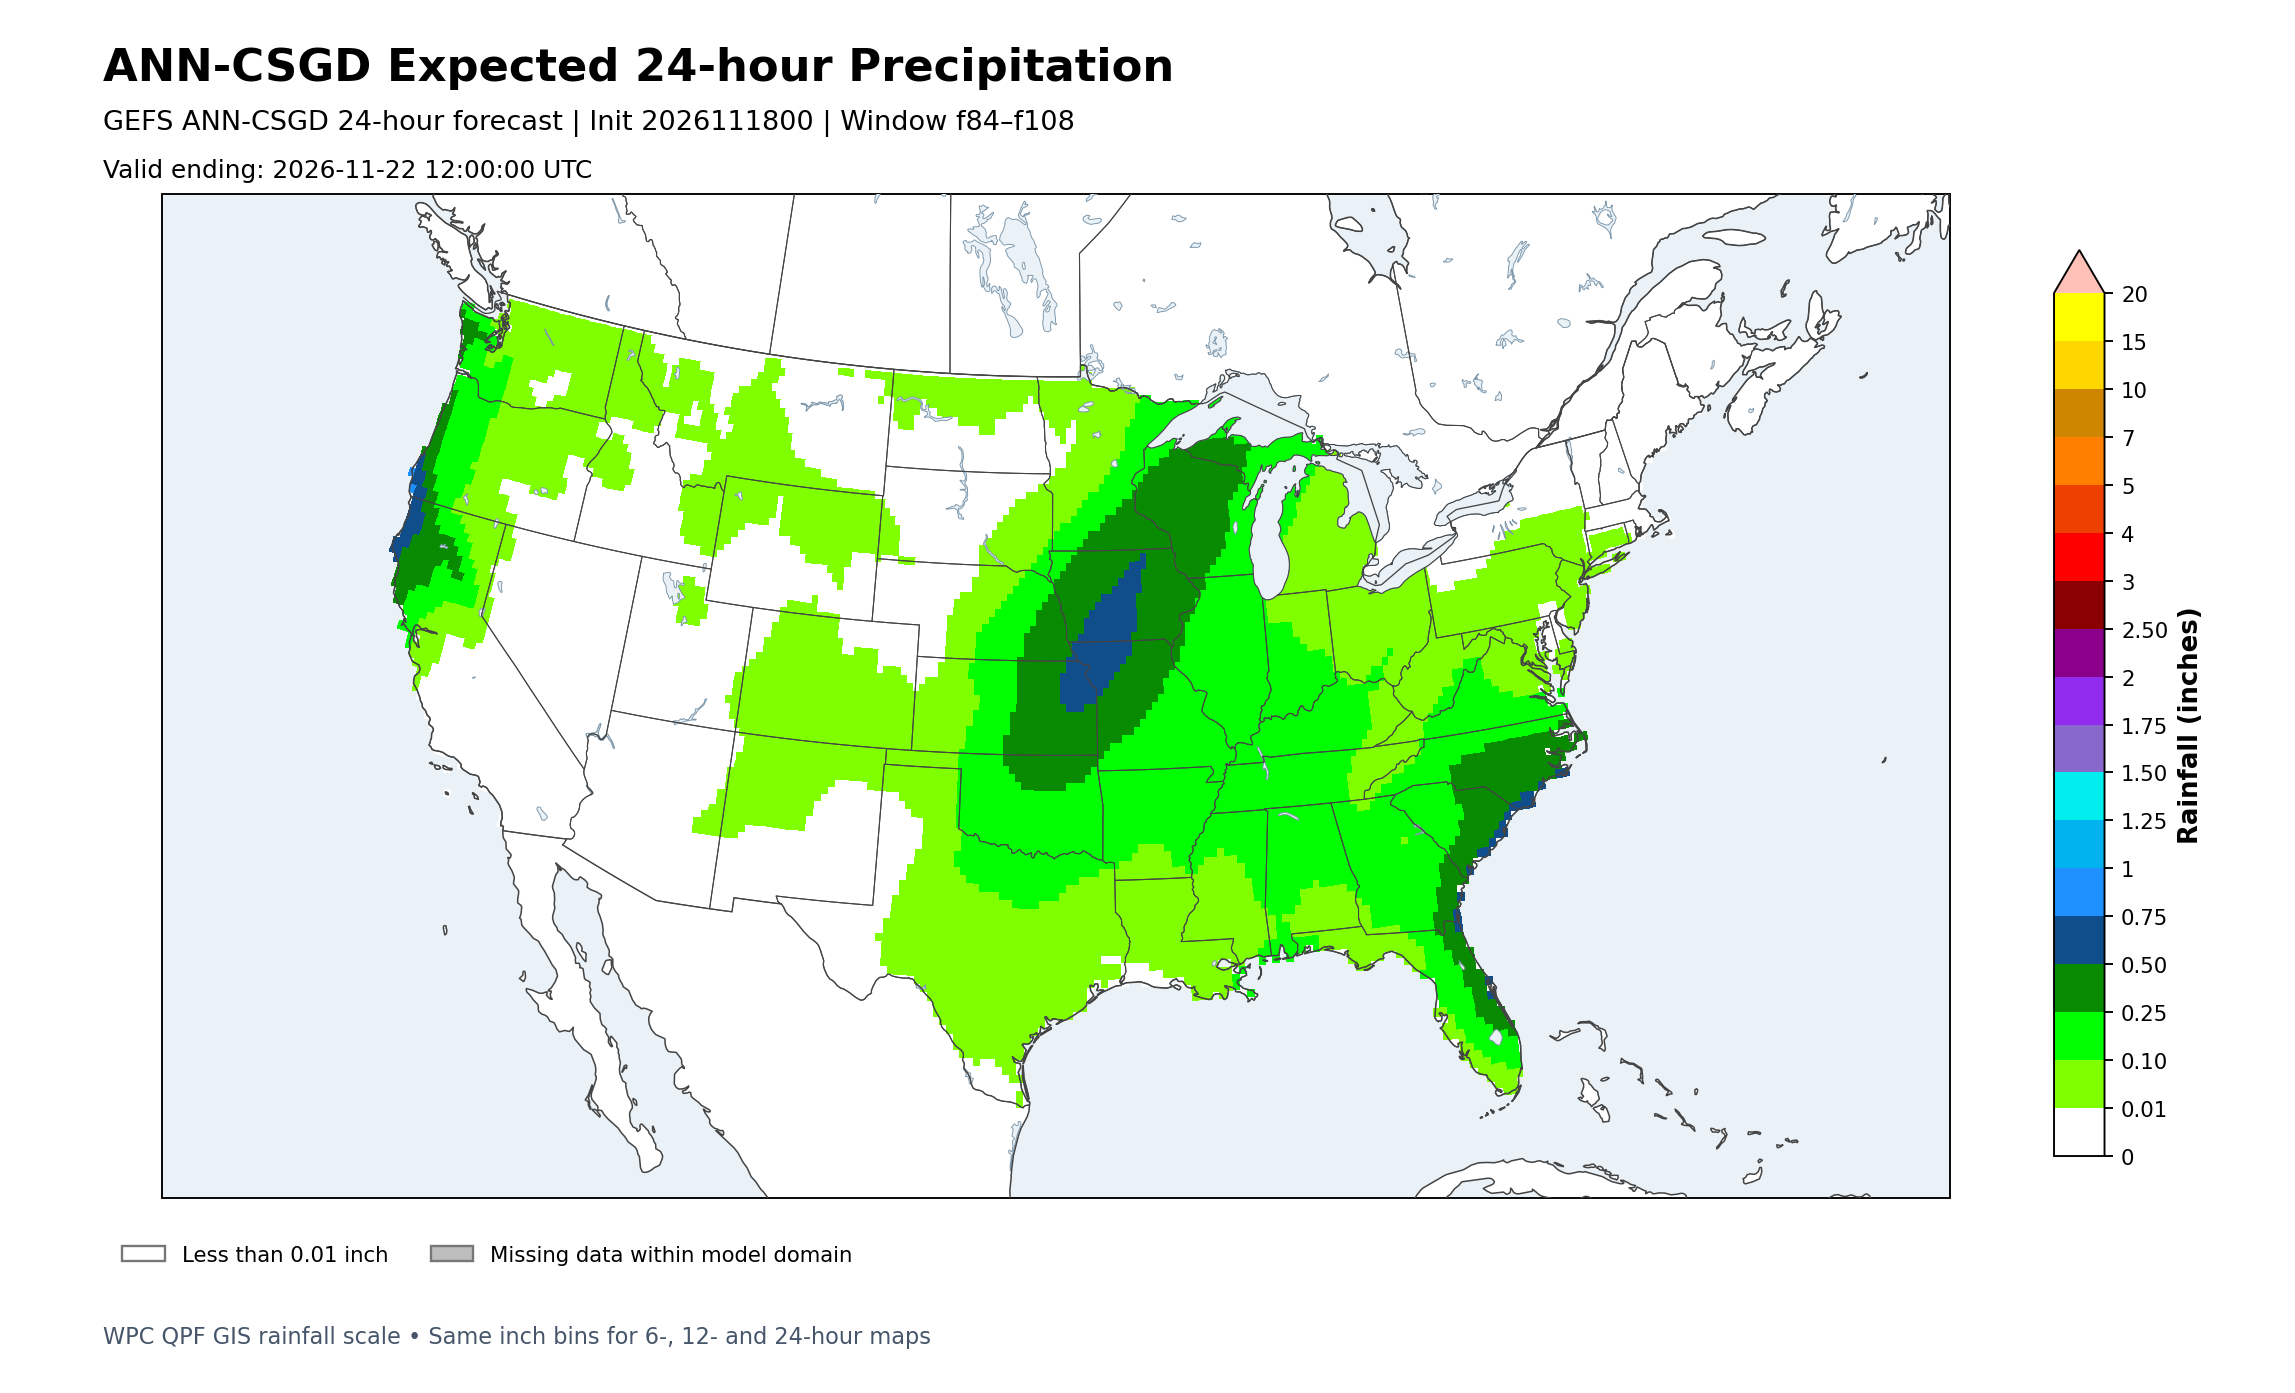 ANN-CSGD Expected 24-hour Precipitation
GEFS ANN-CSGD 24-hour forecast | Init 2026111800 | Window f84–f108
Valid ending: 2026-11-22 12:00:00 UTC
20
15
10
7
5
4
3
2.50
2
1.75
1.50
1.25
1
0.75
0.50
0.25
0.10
0.01
0
Rainfall (inches)
Less than 0.01 inch
Missing data within model domain
WPC QPF GIS rainfall scale • Same inch bins for 6-, 12- and 24-hour maps